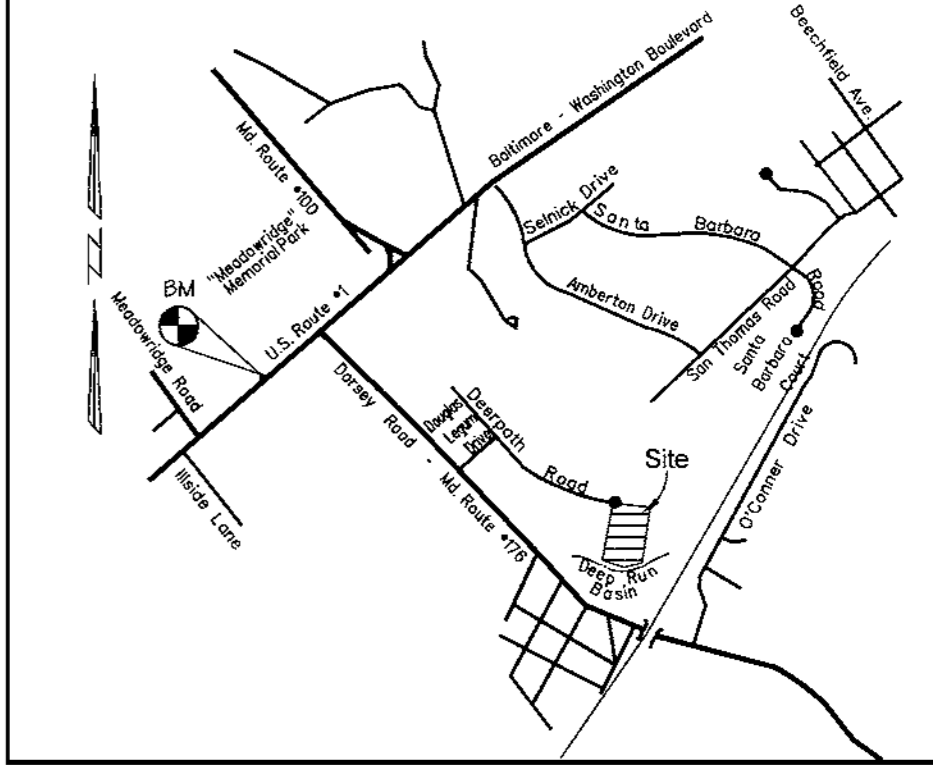 Beechfield Ave.
Baltimore - Washington Boulevard
Md. Route #100
"Meadowridge"
Memorial Park
Selnick Drive
Santa Barbara Road
N
BM
U.S. Route #1
Meadowridge Road
Amberton Drive
San Thomas Road
Santa
Barbara
Court
Dorsey Road - Md. Route #176
Douglas
Legum
Drive
Deerpath Road
O'Conner Drive
Site
Illside Lane
Deep Run
Basin